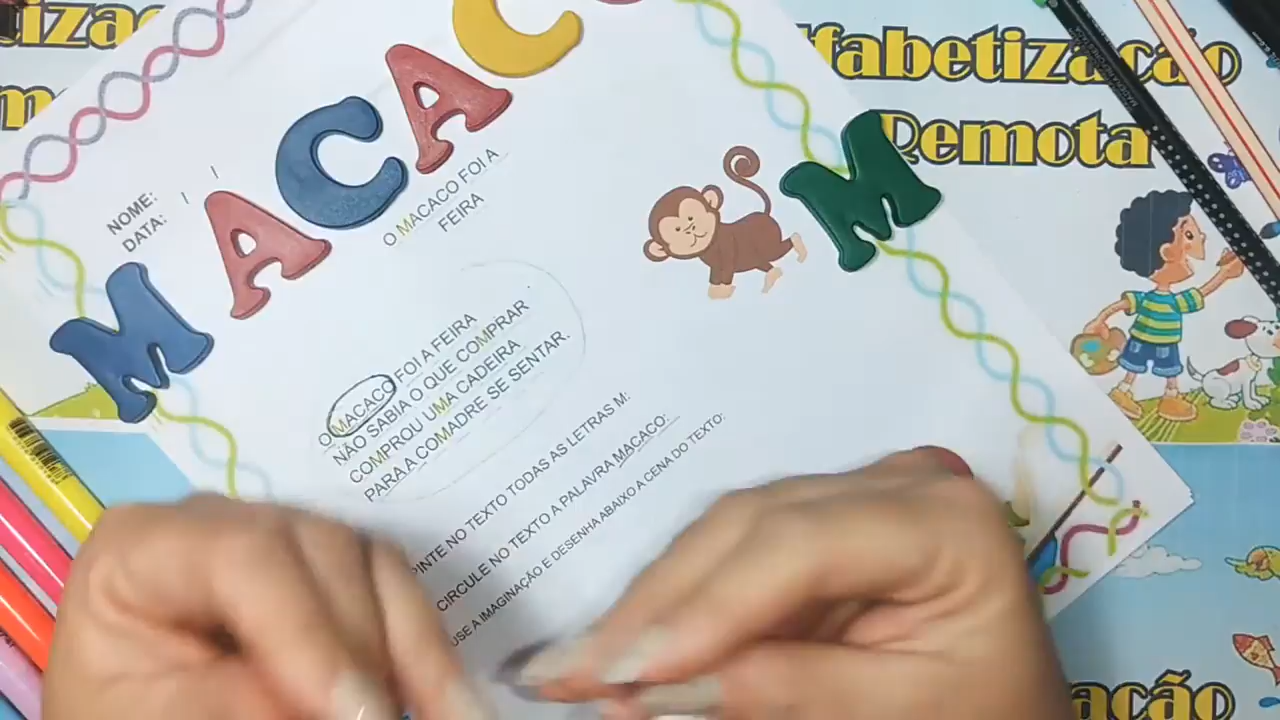 MACAC
NOME:
DATA: / /
O MACACO FOI A
FEIRA
M
O MACACO FOI A FEIRA
NÃO SABIA O QUE COMPRAR
COMPROU UMA CADEIRA
PARA A COMADRE SE SENTAR.
PINTE NO TEXTO TODAS AS LETRAS M:
CIRCULE NO TEXTO A PALAVRA MACACO:
USE A IMAGINAÇÃO E DESENHA ABAIXO A CENA DO TEXTO:
lfabetização
Remota